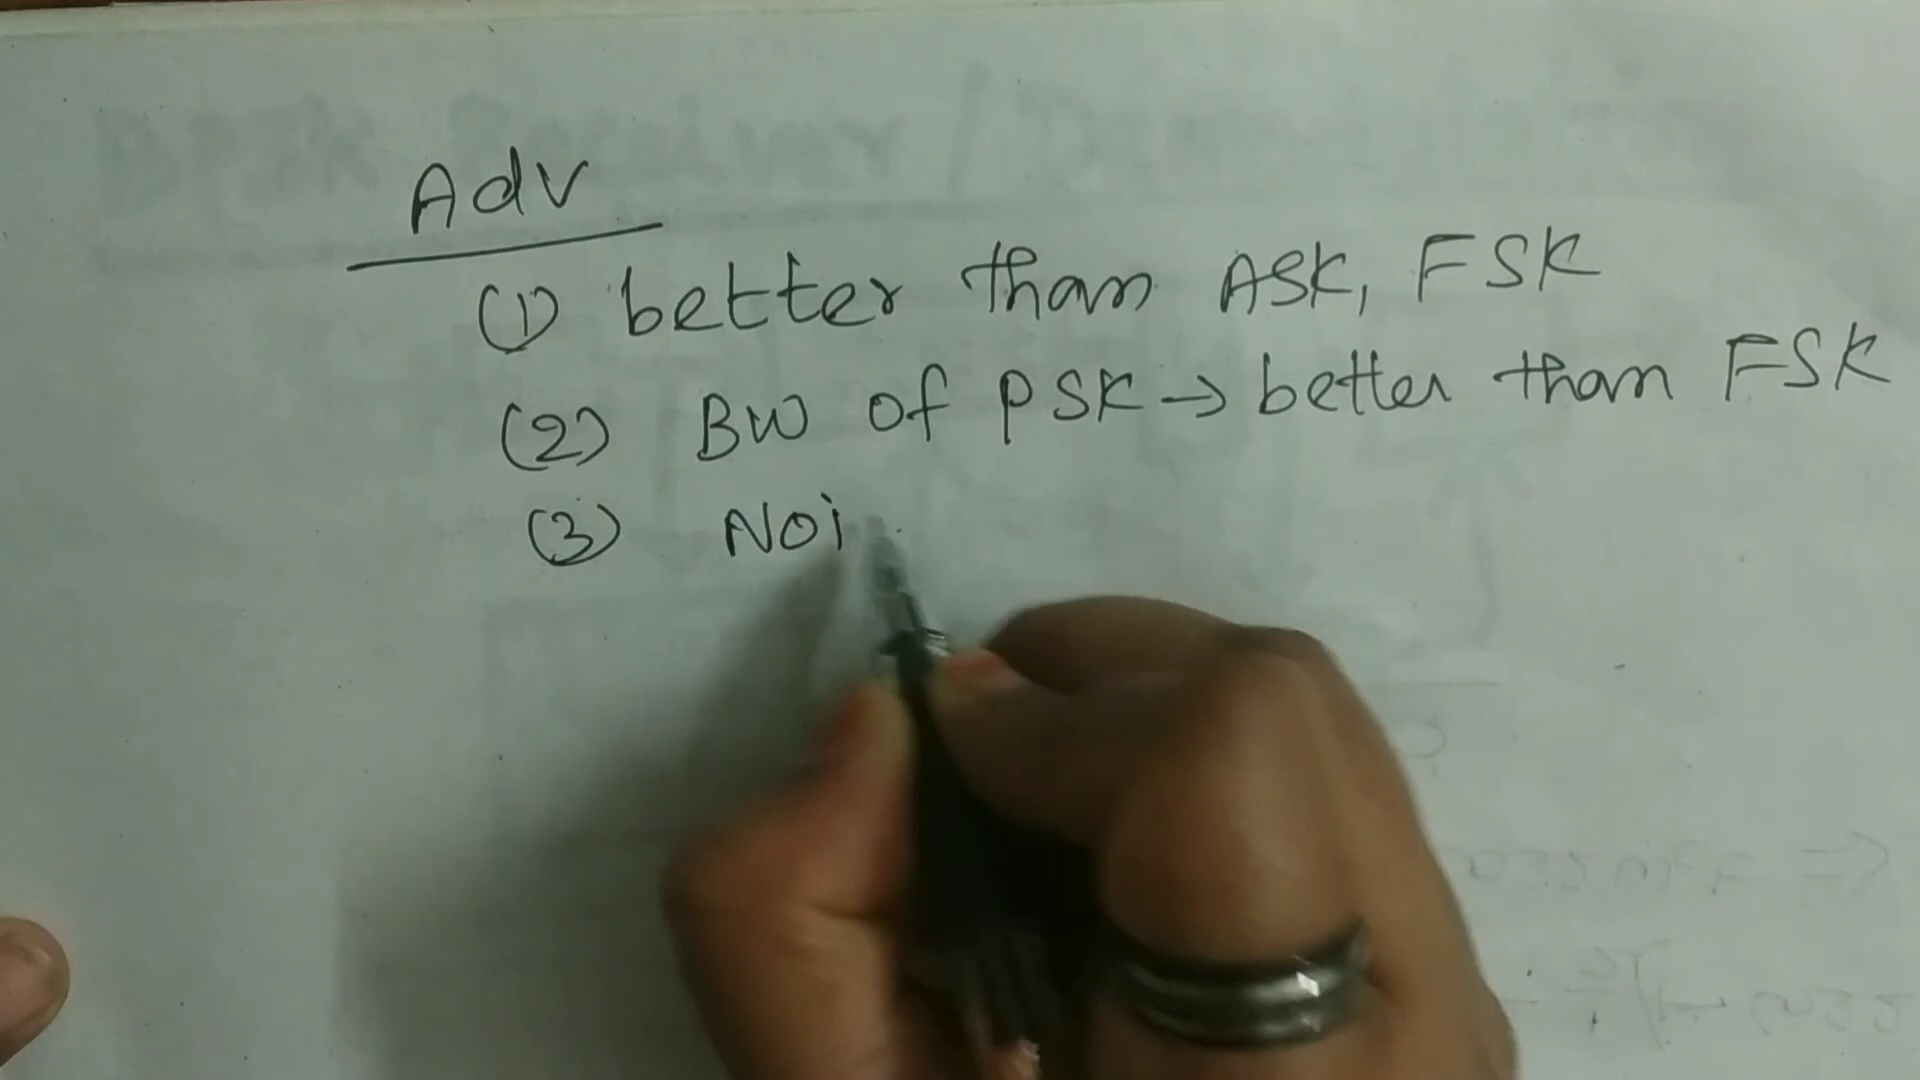 Adv
(1) better than ASK, FSK
(2) BW of PSK → better than FSK
(3) Noi